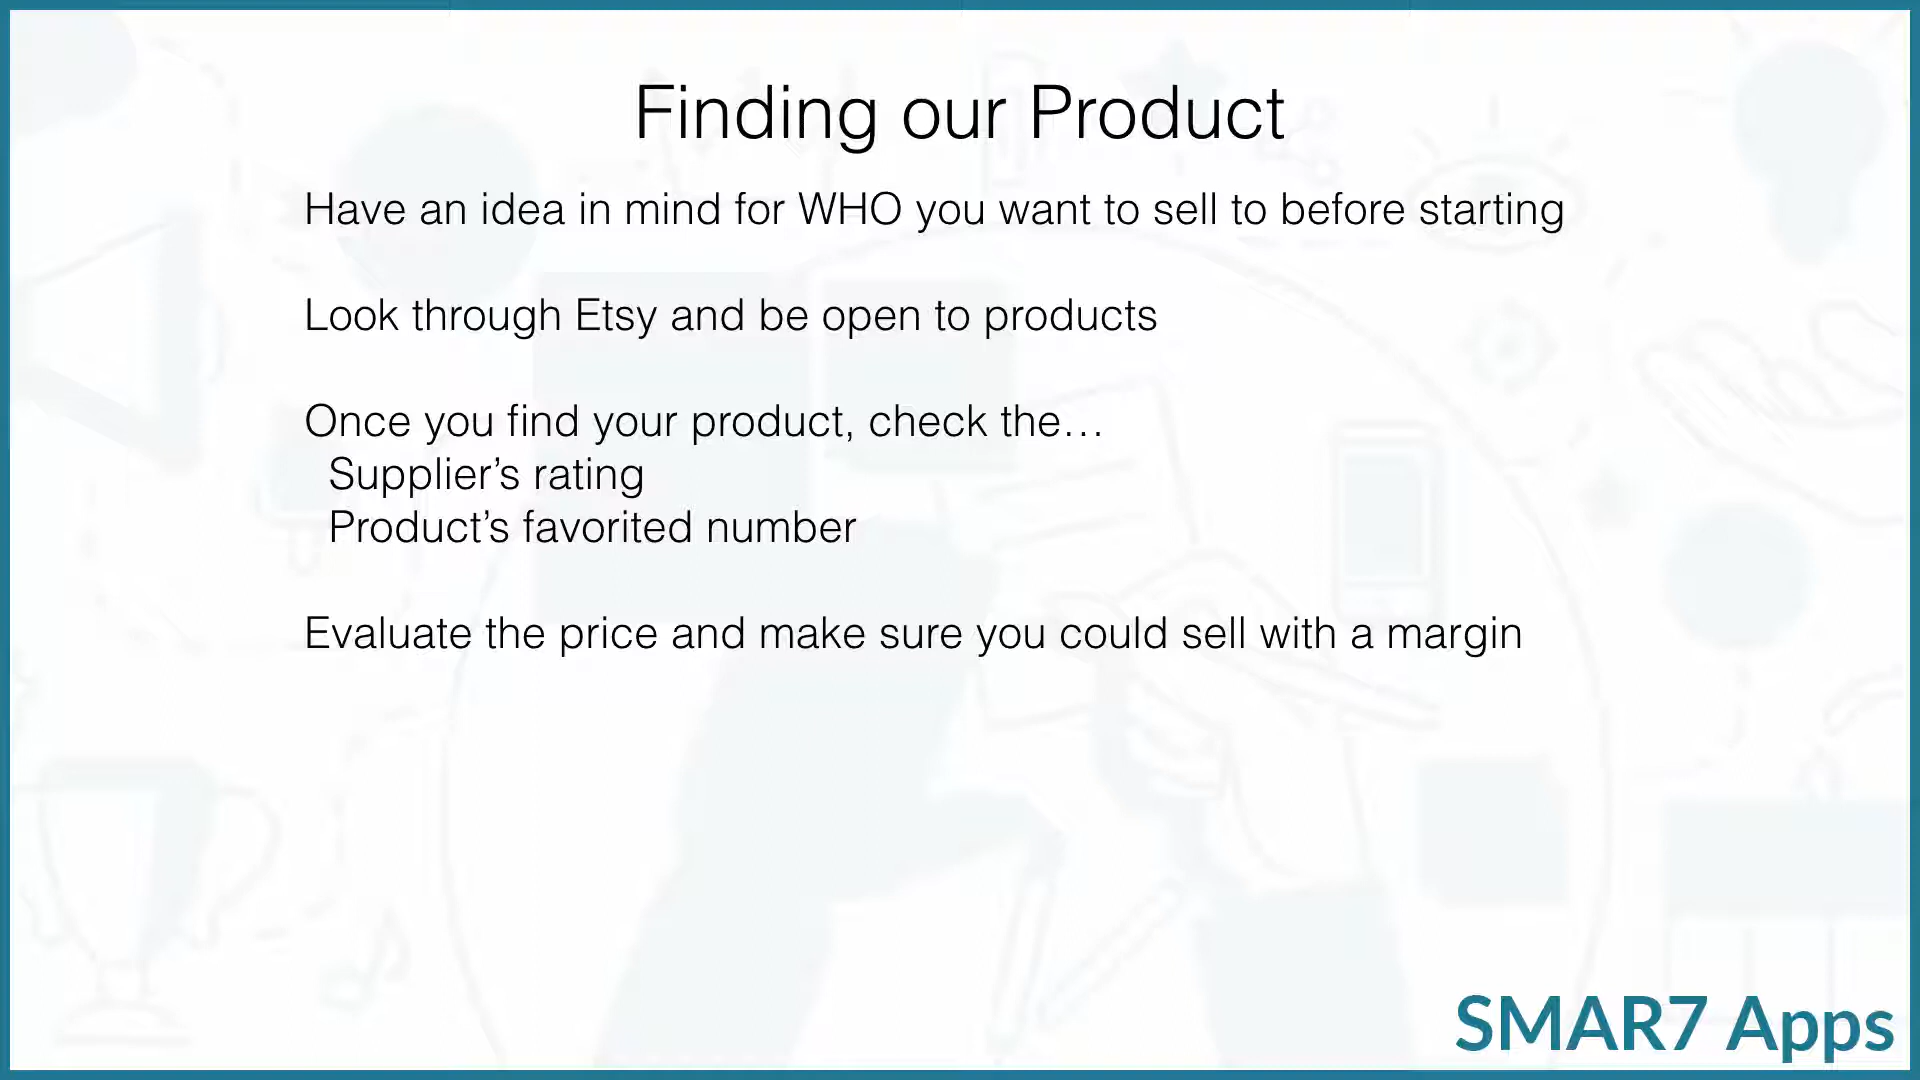 Finding our Product
Have an idea in mind for WHO you want to sell to before starting
Look through Etsy and be open to products
Once you find your product, check the…
Supplier’s rating
Product’s favorited number
Evaluate the price and make sure you could sell with a margin
SMAR7 Apps